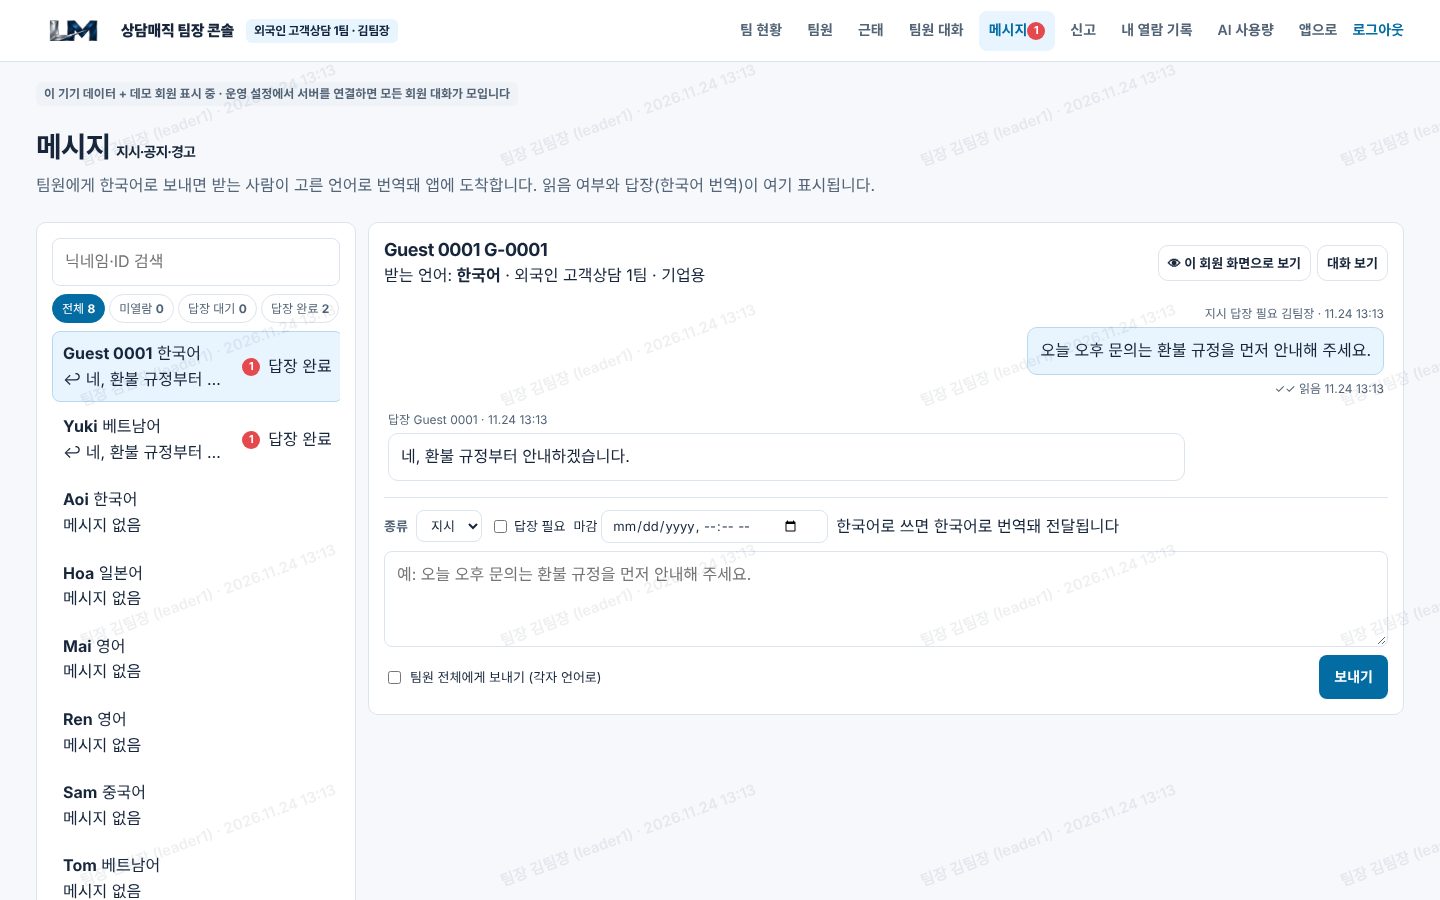 LM 상담매직 팀장 콘솔 외국인 고객상담 1팀 · 김팀장 팀 현황 팀원 근태 팀원 대화 메시지 1 신고 내 열람 기록 AI 사용량 앱으로 로그아웃
이 기기 데이터 + 데모 회원 표시 중 · 운영 설정에서 서버를 연결하면 모든 회원 대화가 모입니다
메시지 지시·공지·경고
팀원에게 한국어로 보내면 받는 사람이 고른 언어로 번역돼 앱에 도착합니다. 읽음 여부와 답장(한국어 번역)이 여기 표시됩니다.
닉네임·ID 검색
전체 8 미열람 0 답장 대기 0 답장 완료 2
Guest 0001 한국어
↩ 네, 환불 규정부터 ...
1 답장 완료
Yuki 베트남어
↩ 네, 환불 규정부터 ...
1 답장 완료
Aoi 한국어
메시지 없음
Hoa 일본어
메시지 없음
Mai 영어
메시지 없음
Ren 영어
메시지 없음
Sam 중국어
메시지 없음
Tom 베트남어
메시지 없음
Guest 0001 G-0001
받는 언어: 한국어 · 외국인 고객상담 1팀 · 기업용
이 회원 화면으로 보기 대화 보기
지시 답장 필요 김팀장 · 11.24 13:13
오늘 오후 문의는 환불 규정을 먼저 안내해 주세요.
✓✓ 읽음 11.24 13:13
답장 Guest 0001 · 11.24 13:13
네, 환불 규정부터 안내하겠습니다.
종류 지시 답장 필요 마감 mm/dd/yyyy, --:-- -- 한국어로 쓰면 한국어로 번역돼 전달됩니다
예: 오늘 오후 문의는 환불 규정을 먼저 안내해 주세요.
팀원 전체에게 보내기 (각자 언어로)
보내기
팀장 김팀장 (leader1) · 2026.11.24 13:13